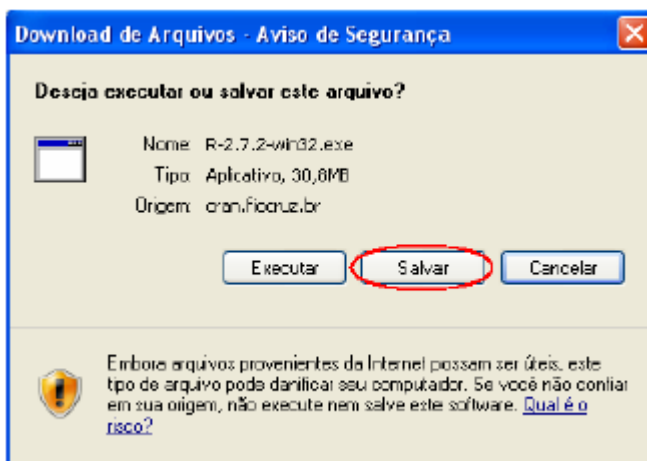 Download de Arquivos - Aviso de Segurança
Deseja executar ou salvar este arquivo?
Nome: R-2.7.2-win32.exe
Tipo: Aplicativo, 30,8MB
Origem: cran.fiocruz.br
Executar Salvar Cancelar
Embora arquivos provenientes da Internet possam ser úteis, este
tipo de arquivo pode danificar seu computador. Se você não confiar
em sua origem, não execute nem salve este software. Qual é o
risco?